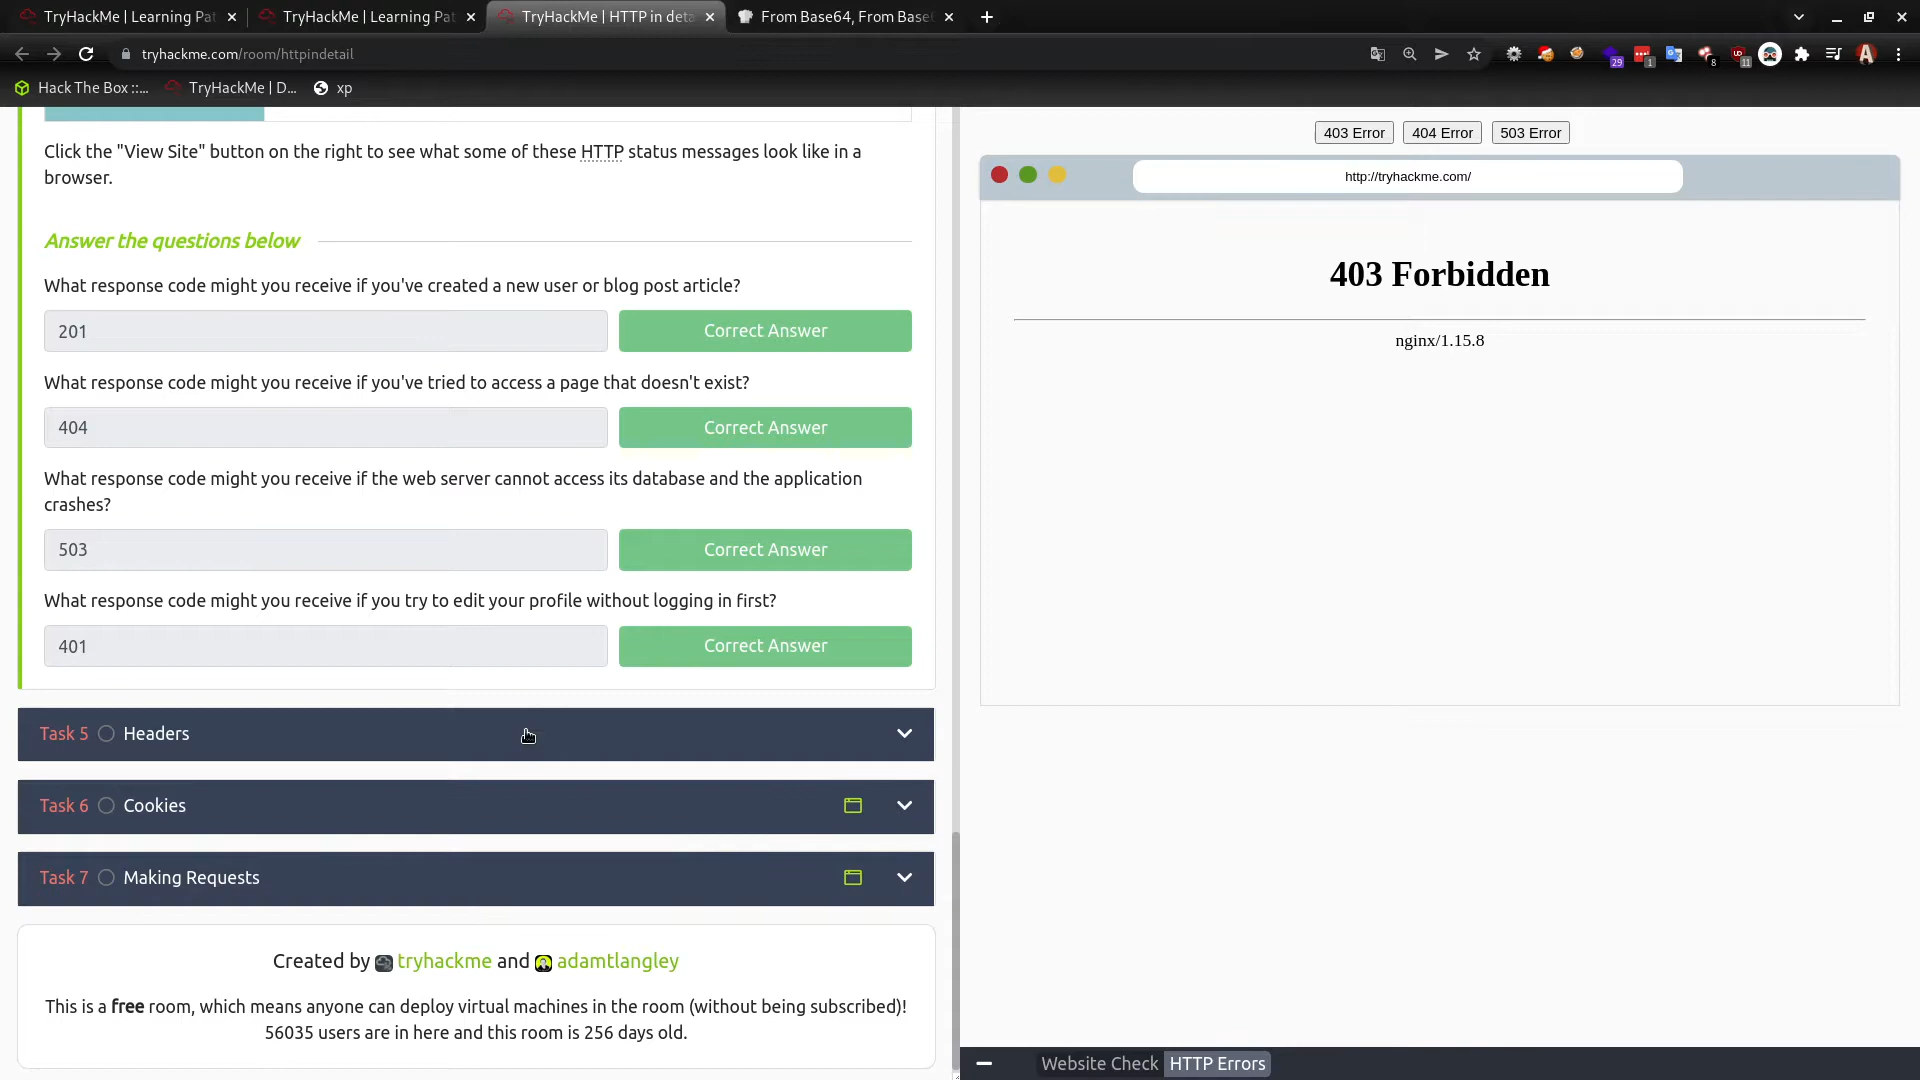 TryHackMe | Learning Pat
TryHackMe | Learning Pat
TryHackMe | HTTP in deta
From Base64, From Base6
tryhackme.com/room/httpindetail
29
1
8
11
Hack The Box ::...
TryHackMe | D...
xp
Click the "View Site" button on the right to see what some of these HTTP status messages look like in a
browser.
Answer the questions below
What response code might you receive if you've created a new user or blog post article?
201
Correct Answer
What response code might you receive if you've tried to access a page that doesn't exist?
404
Correct Answer
What response code might you receive if the web server cannot access its database and the application
crashes?
503
Correct Answer
What response code might you receive if you try to edit your profile without logging in first?
401
Correct Answer
Task 5 Headers
Task 6 Cookies
Task 7 Making Requests
Created by tryhackme and adamtlangley
This is a free room, which means anyone can deploy virtual machines in the room (without being subscribed)!
56035 users are in here and this room is 256 days old.
403 Error 404 Error 503 Error
http://tryhackme.com/
403 Forbidden
nginx/1.15.8
Website Check HTTP Errors